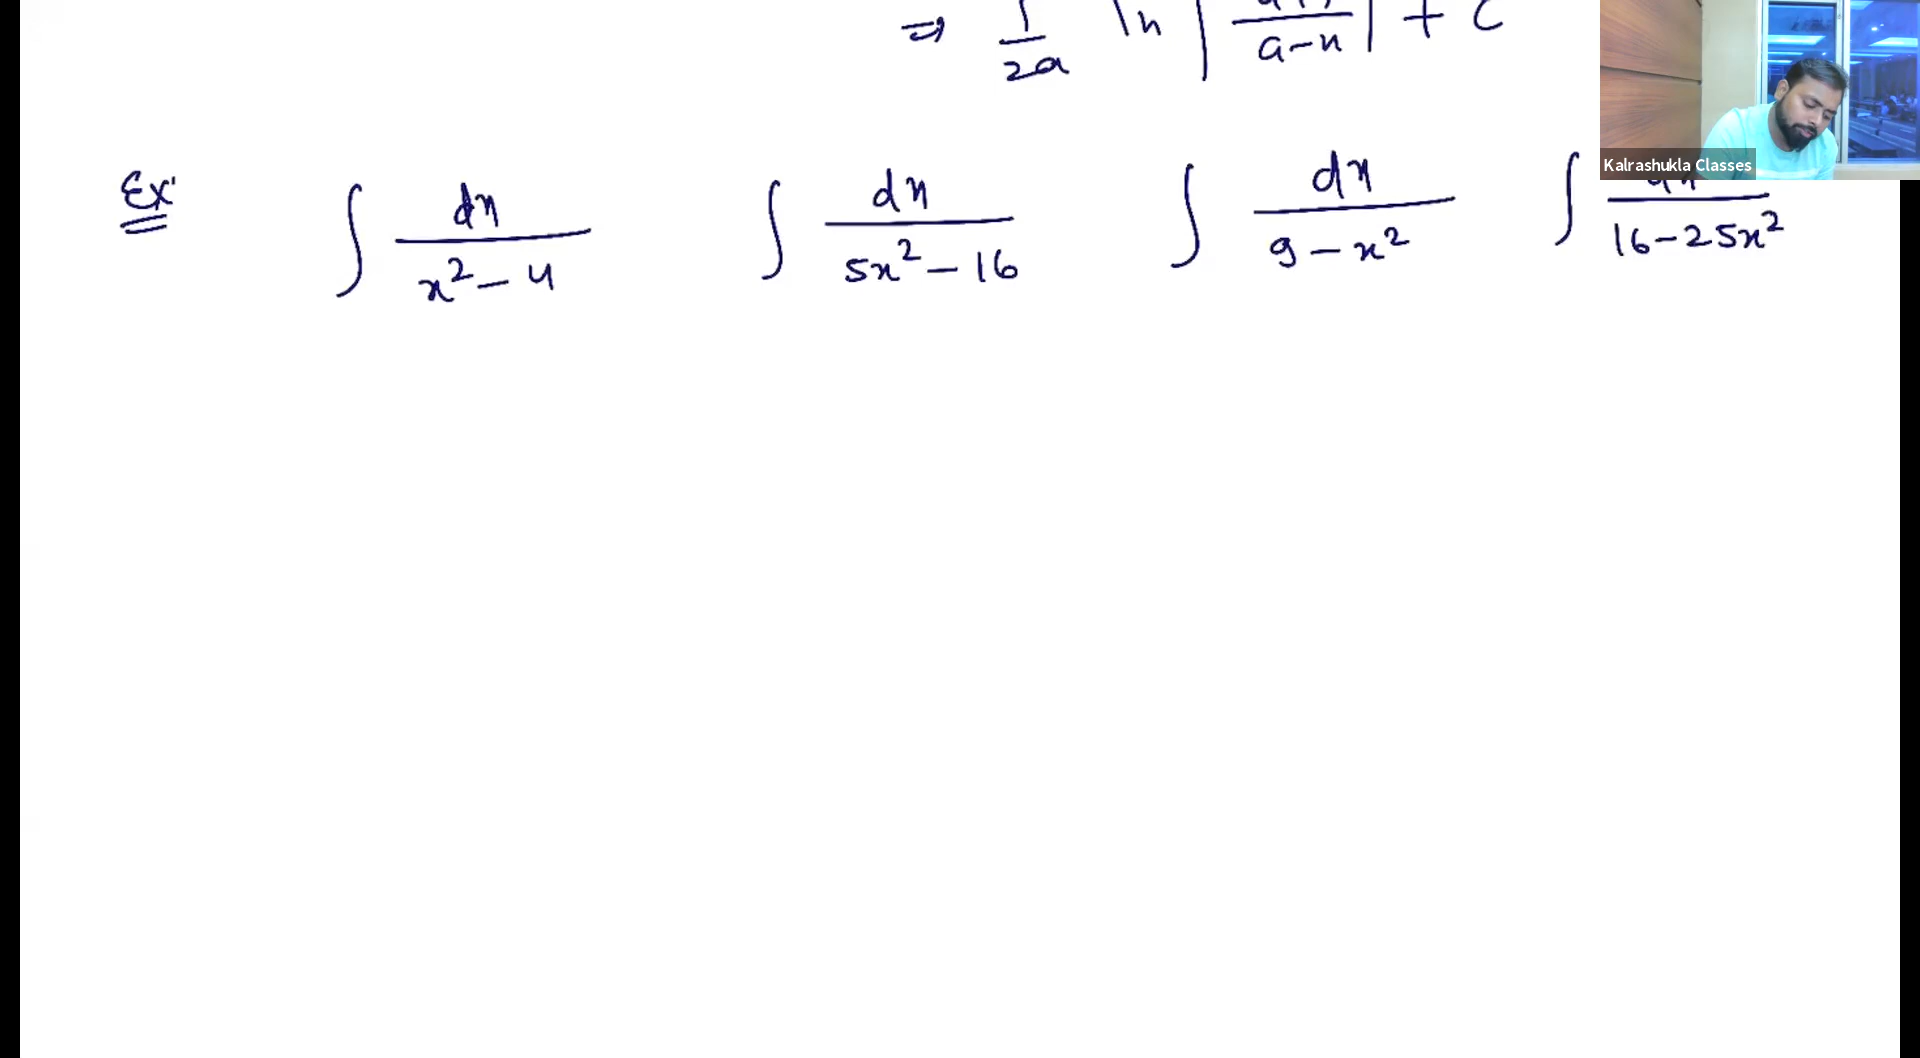 ⇒ 1/2a ln | /a-x | + c
Kalrashukla Classes
Ex ∫ dx/x² - 4 ∫ dx/5x² - 16 ∫ dx/9 - x² ∫ /16-25x²